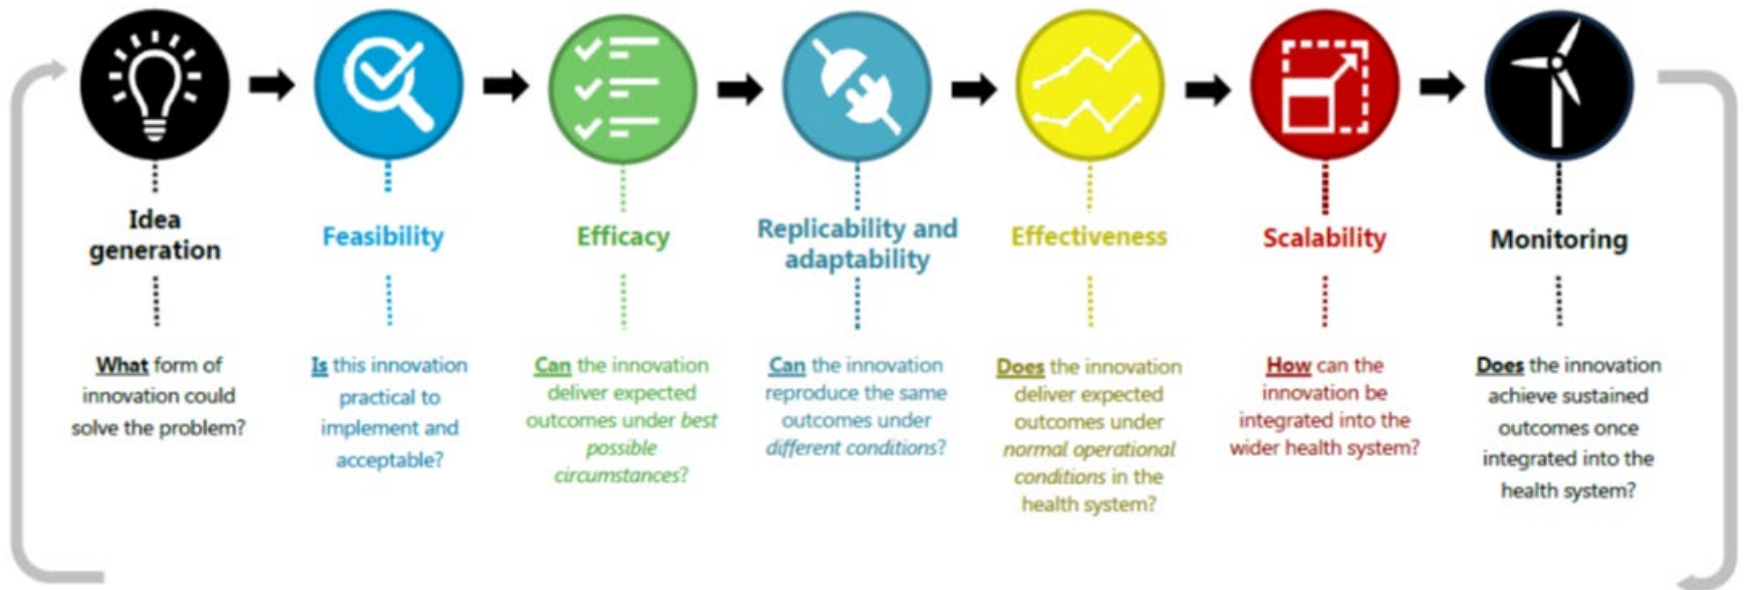 Idea
generation
Feasibility
Efficacy
Replicability and
adaptability
Effectiveness
Scalability
Monitoring
What form of
innovation could
solve the problem?
Is this innovation
practical to
implement and
acceptable?
Can the innovation
deliver expected
outcomes under best
possible
circumstances?
Can the innovation
reproduce the same
outcomes under
different conditions?
Does the innovation
deliver expected
outcomes under
normal operational
conditions in the
health system?
How can the
innovation be
integrated into the
wider health system?
Does the innovation
achieve sustained
outcomes once
integrated into the
health system?